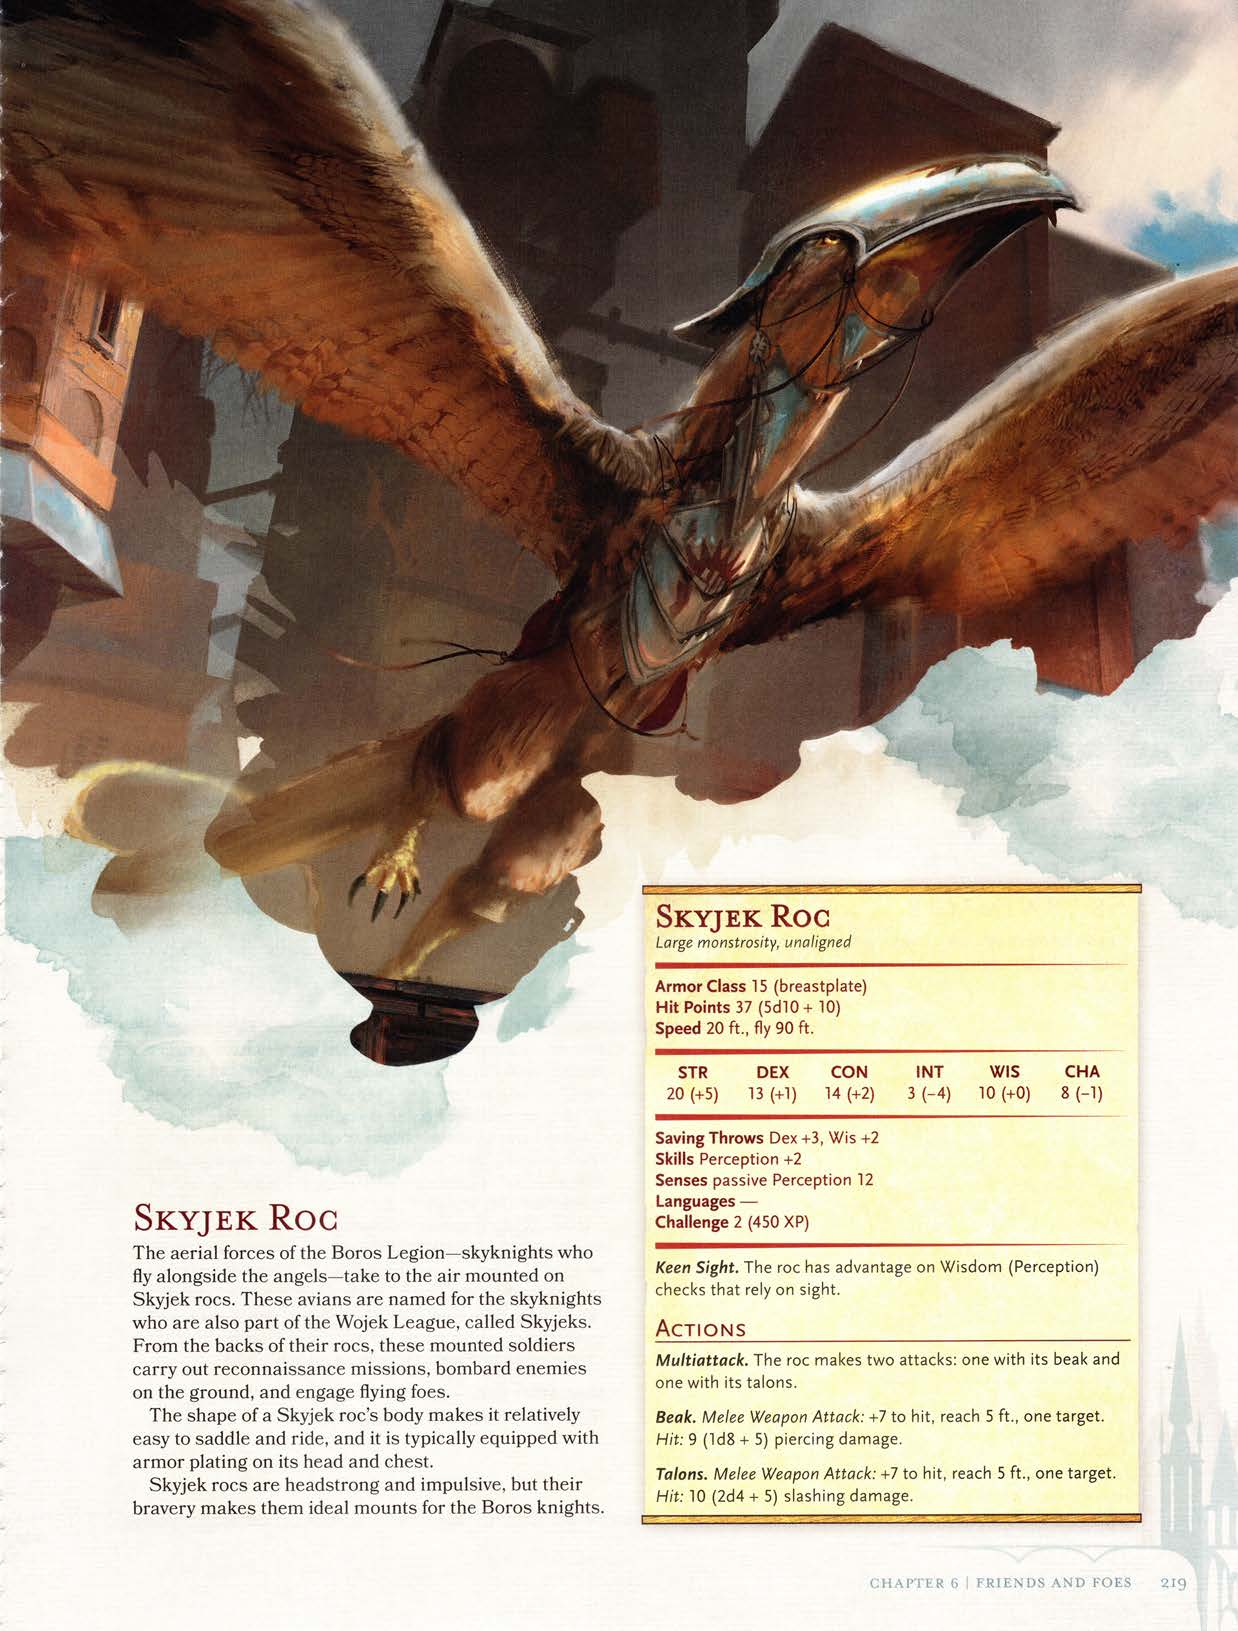 SKYJEK ROC
The aerial forces of the Boros Legion—skyknights who
fly alongside the angels—take to the air mounted on
Skyjek rocs. These avians are named for the skyknights
who are also part of the Wojek League, called Skyjeks.
From the backs of their rocs, these mounted soldiers
carry out reconnaissance missions, bombard enemies
on the ground, and engage flying foes.
The shape of a Skyjek roc's body makes it relatively
easy to saddle and ride, and it is typically equipped with
armor plating on its head and chest.
Skyjek rocs are headstrong and impulsive, but their
bravery makes them ideal mounts for the Boros knights.
SKYJEK ROC
Large monstrosity, unaligned
Armor Class 15 (breastplate)
Hit Points 37 (5d10 + 10)
Speed 20 ft., fly 90 ft.
STR DEX CON INT WIS CHA
20 (+5) 13 (+1) 14 (+2) 3 (−4) 10 (+0) 8 (−1)
Saving Throws Dex +3, Wis +2
Skills Perception +2
Senses passive Perception 12
Languages —
Challenge 2 (450 XP)
Keen Sight. The roc has advantage on Wisdom (Perception)
checks that rely on sight.
ACTIONS
Multiattack. The roc makes two attacks: one with its beak and
one with its talons.
Beak. Melee Weapon Attack: +7 to hit, reach 5 ft., one target.
Hit: 9 (1d8 + 5) piercing damage.
Talons. Melee Weapon Attack: +7 to hit, reach 5 ft., one target.
Hit: 10 (2d4 + 5) slashing damage.
CHAPTER 6 | FRIENDS AND FOES 219